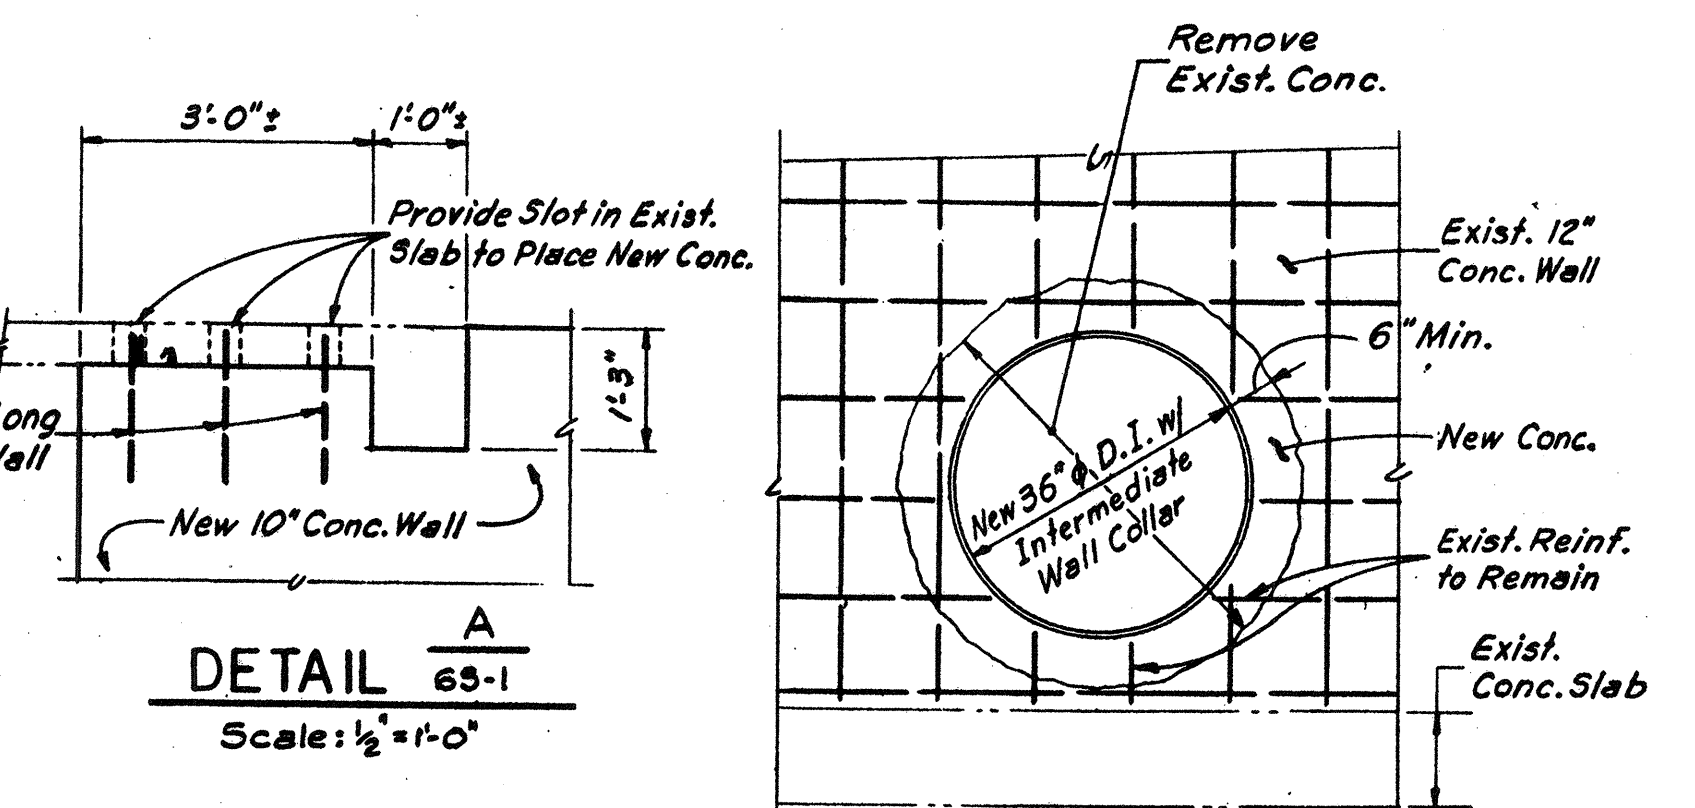 Remove
Exist. Conc.
3'-0"±
1'-0"±
Provide Slot in Exist.
Slab to Place New Conc.
1'-3"
ong
all
New 10" Conc. Wall
DETAIL A
6S-1
Scale: ½" = 1'-0"
Exist. 12"
Conc. Wall
6" Min.
New Conc.
New 36" ϕ D.I. w/
Intermediate
Wall Collar
Exist. Reinf.
to Remain
Exist.
Conc. Slab